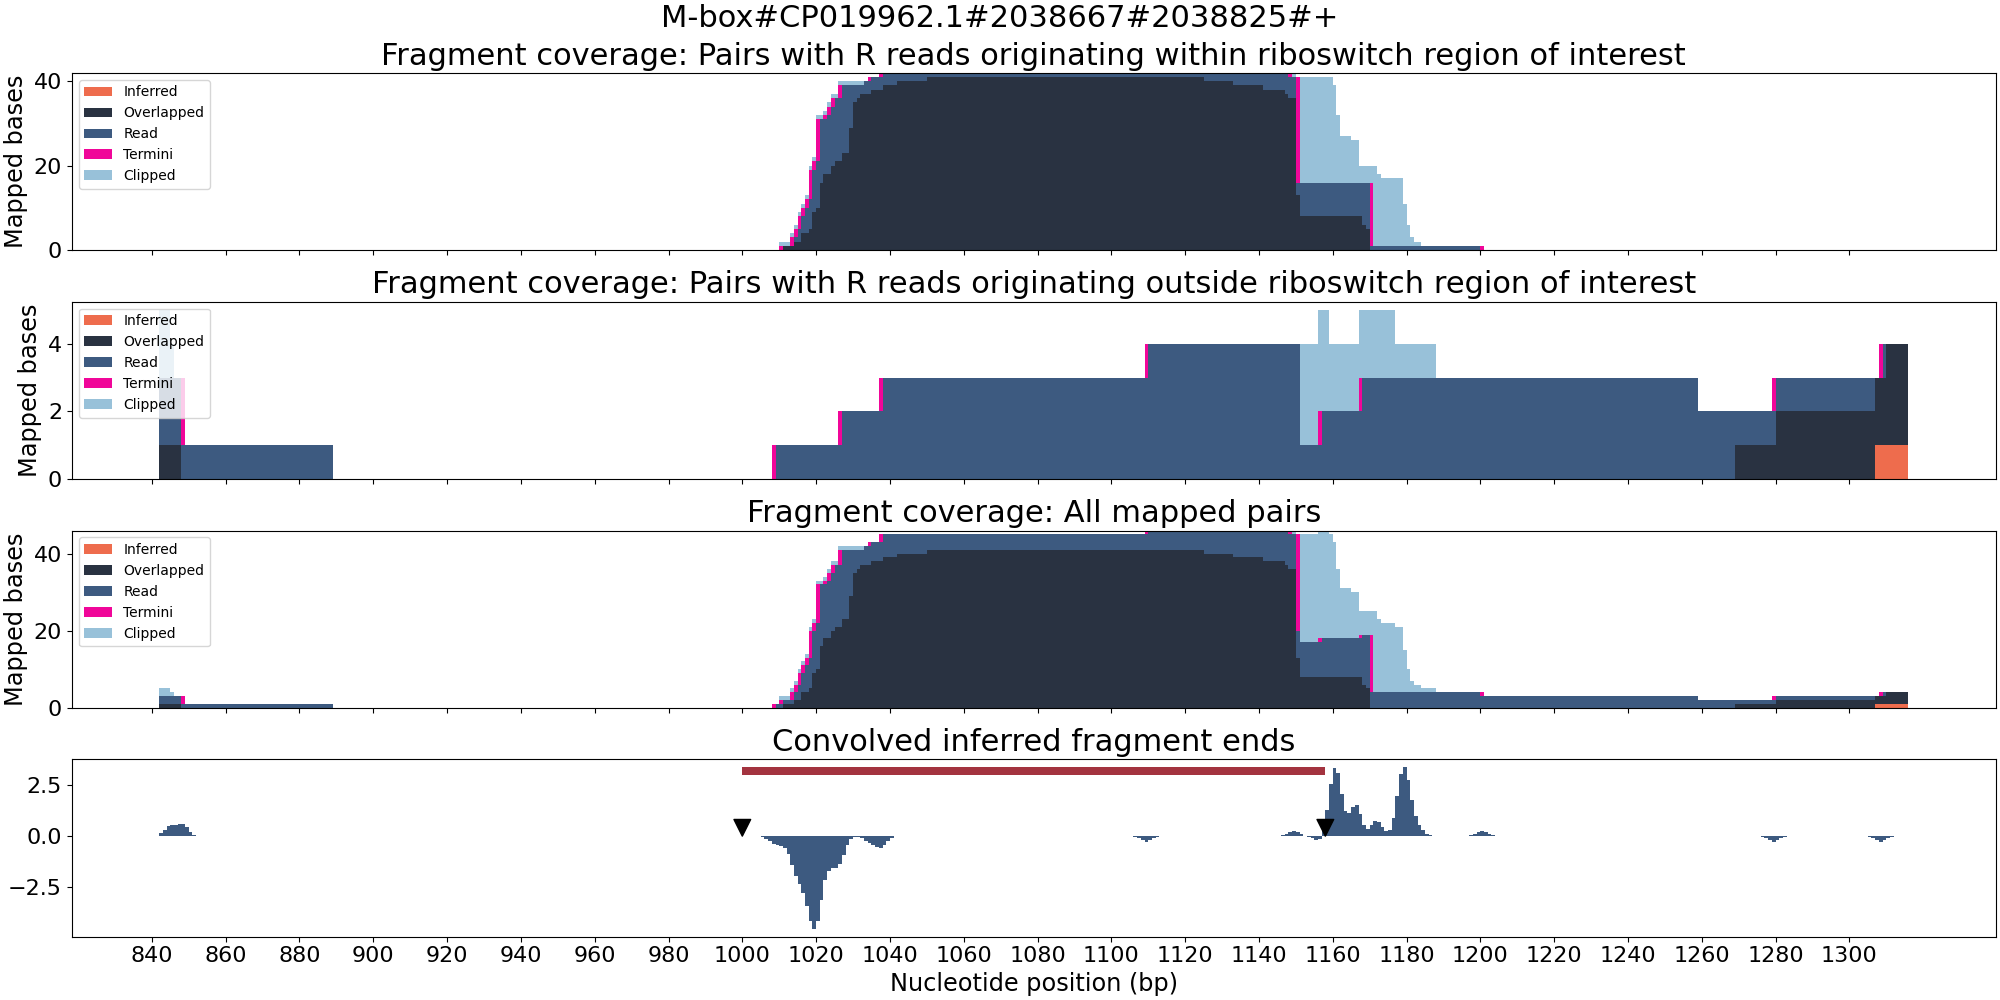 M-box#CP019962.1#2038667#2038825#+
Fragment coverage: Pairs with R reads originating within riboswitch region of interest
Mapped bases
40
20
0
Inferred
Overlapped
Read
Termini
Clipped
Fragment coverage: Pairs with R reads originating outside riboswitch region of interest
Mapped bases
4
2
0
Inferred
Overlapped
Read
Termini
Clipped
Fragment coverage: All mapped pairs
Mapped bases
40
20
0
Inferred
Overlapped
Read
Termini
Clipped
Convolved inferred fragment ends
2.5
0.0
−2.5
840 860 880 900 920 940 960 980 1000 1020 1040 1060 1080 1100 1120 1140 1160 1180 1200 1220 1240 1260 1280 1300
Nucleotide position (bp)